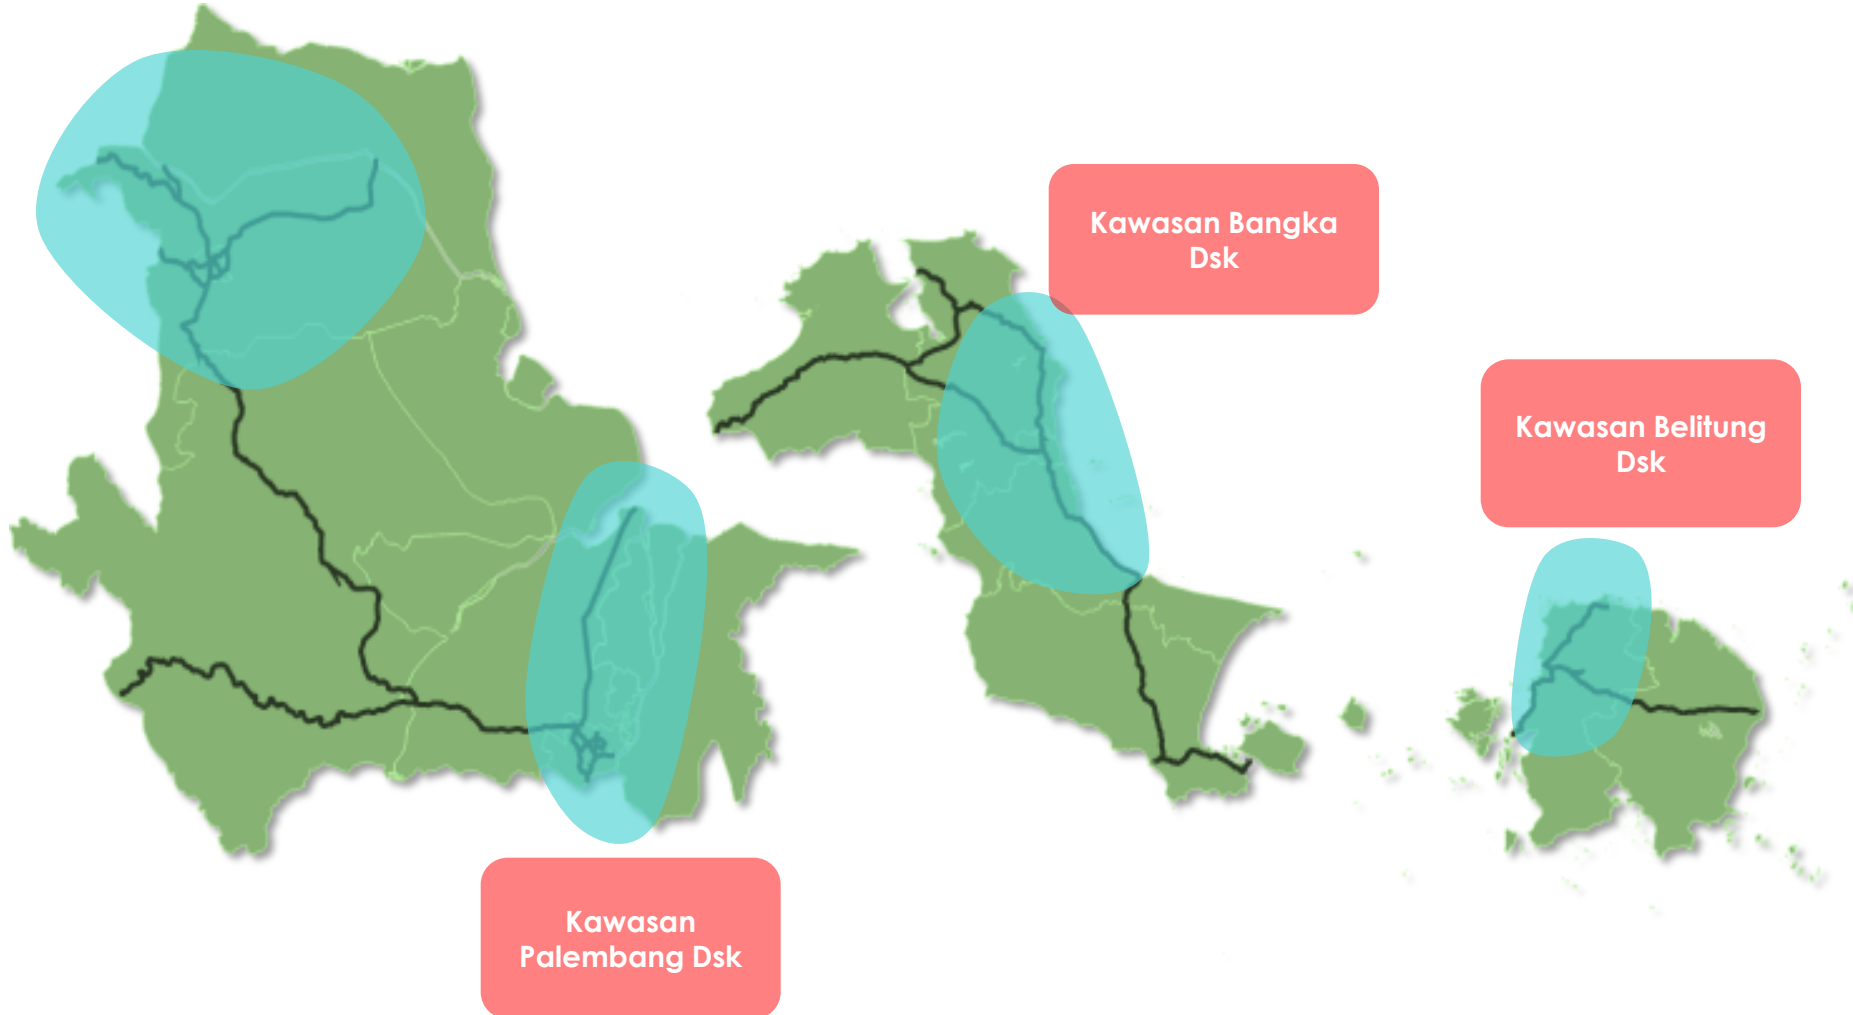 Kawasan Bangka
Dsk
Kawasan Belitung
Dsk
Kawasan
Palembang Dsk